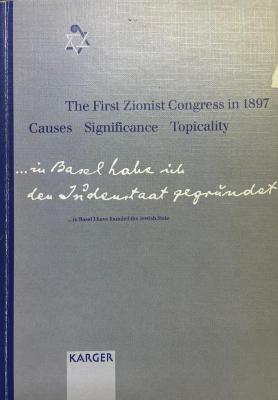 The First Zionist Congress in 1897
Causes Significance Topicality
...in Basel habe ich
den Judenstaat gegründet
... in Basel I have founded the Jewish State
KARGER